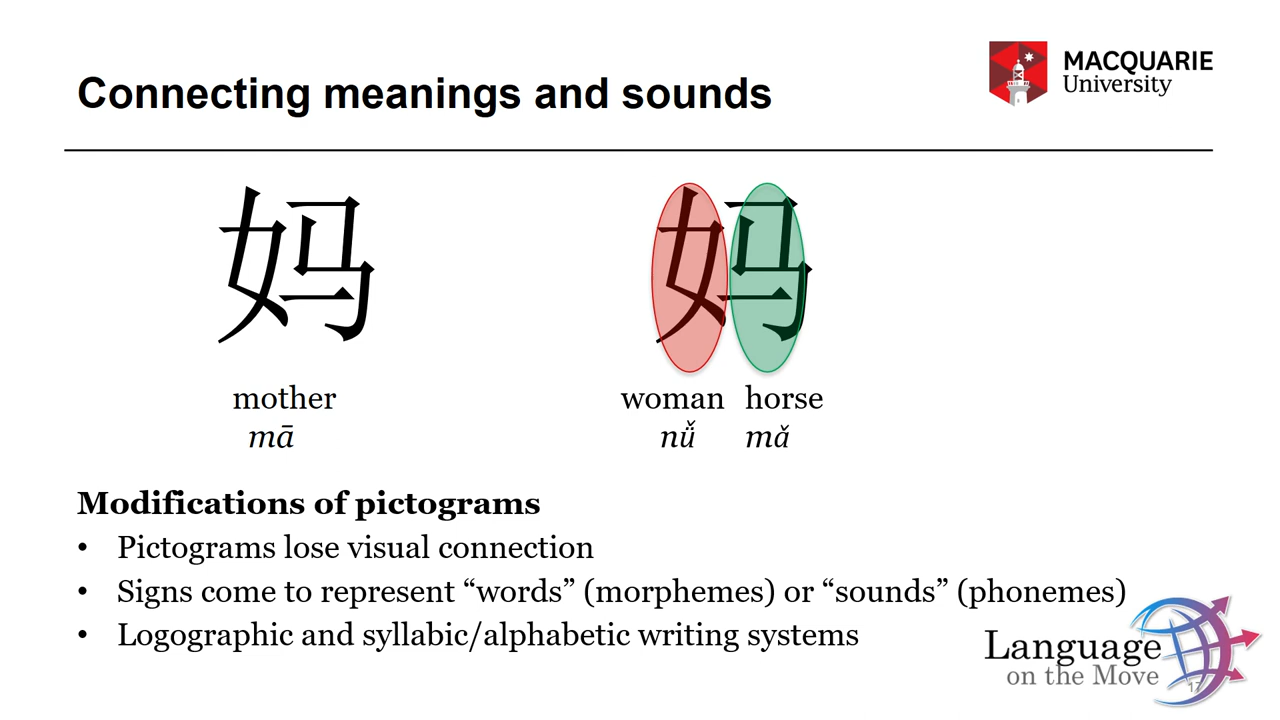 MACQUARIE
University
Connecting meanings and sounds
妈 妈
mother woman horse
mā nǚ mǎ
Modifications of pictograms
• Pictograms lose visual connection
• Signs come to represent “words” (morphemes) or “sounds” (phonemes)
• Logographic and syllabic/alphabetic writing systems
Language
on the Move
17